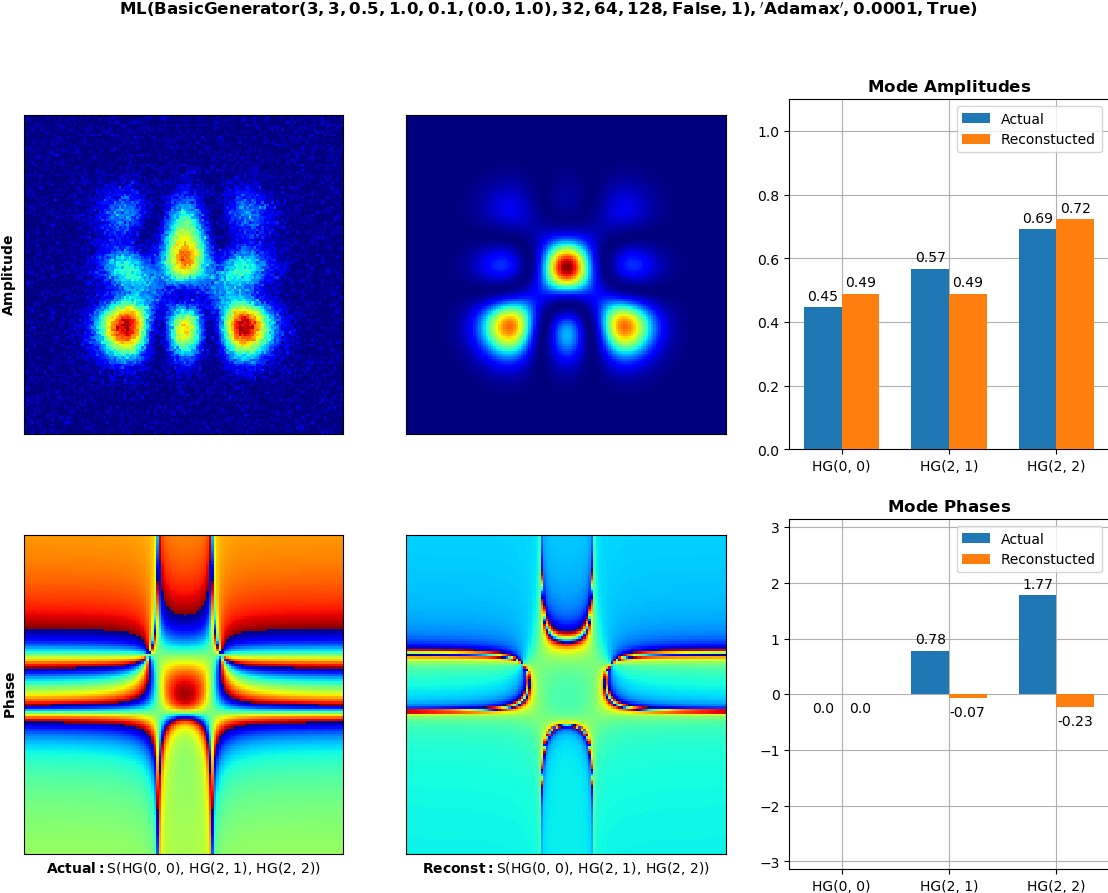 ML(BasicGenerator(3, 3, 0.5, 1.0, 0.1, (0.0, 1.0), 32, 64, 128, False, 1), ′Adamax′, 0.0001, True)
Amplitude
Mode Amplitudes
Actual
Reconstucted
1.0
0.8
0.6
0.4
0.2
0.0
0.45
0.49
0.57
0.49
0.69
0.72
HG(0, 0)
HG(2, 1)
HG(2, 2)
Phase
Actual: S(HG(0, 0), HG(2, 1), HG(2, 2))
Reconst: S(HG(0, 0), HG(2, 1), HG(2, 2))
Mode Phases
Actual
Reconstucted
3
2
1
0
−1
−2
−3
0.0
0.0
0.78
-0.07
1.77
-0.23
HG(0, 0)
HG(2, 1)
HG(2, 2)